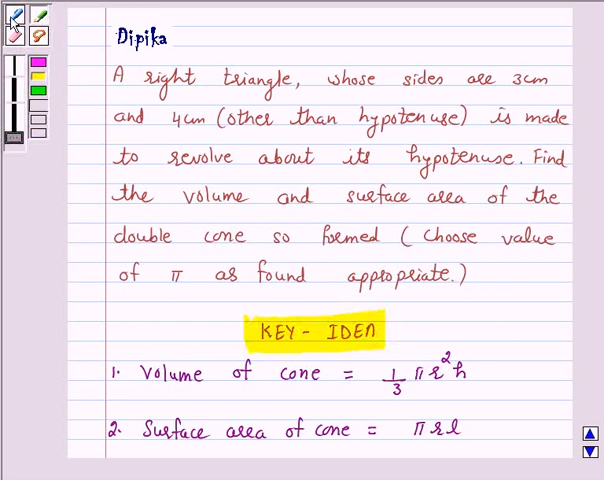 Dipika
A right triangle, whose sides are 3cm
and 4cm (other than hypotenuse) is made
to revolve about its hypotenuse. Find
the volume and surface area of the
double cone so formed (choose value
of π as found appropriate.)
KEY - IDEA
1. Volume of cone = 1/3 πr²h
2. Surface area of cone = πrl